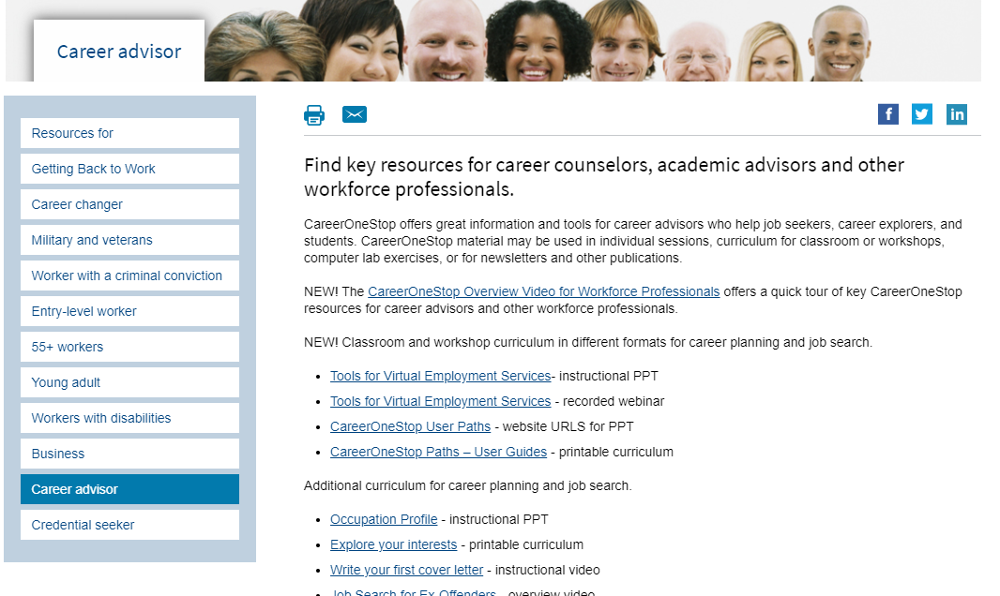 Career advisor
Resources for
Getting Back to Work
Career changer
Military and veterans
Worker with a criminal conviction
Entry-level worker
55+ workers
Young adult
Workers with disabilities
Business
Career advisor
Credential seeker
f
in
Find key resources for career counselors, academic advisors and other
workforce professionals.
CareerOneStop offers great information and tools for career advisors who help job seekers, career explorers, and
students. CareerOneStop material may be used in individual sessions, curriculum for classroom or workshops,
computer lab exercises, or for newsletters and other publications.
NEW! The CareerOneStop Overview Video for Workforce Professionals offers a quick tour of key CareerOneStop
resources for career advisors and other workforce professionals.
NEW! Classroom and workshop curriculum in different formats for career planning and job search.
• Tools for Virtual Employment Services- instructional PPT
• Tools for Virtual Employment Services - recorded webinar
• CareerOneStop User Paths - website URLS for PPT
• CareerOneStop Paths – User Guides - printable curriculum
Additional curriculum for career planning and job search.
• Occupation Profile - instructional PPT
• Explore your interests - printable curriculum
• Write your first cover letter - instructional video
• Job Search for Ex-Offenders - overview video